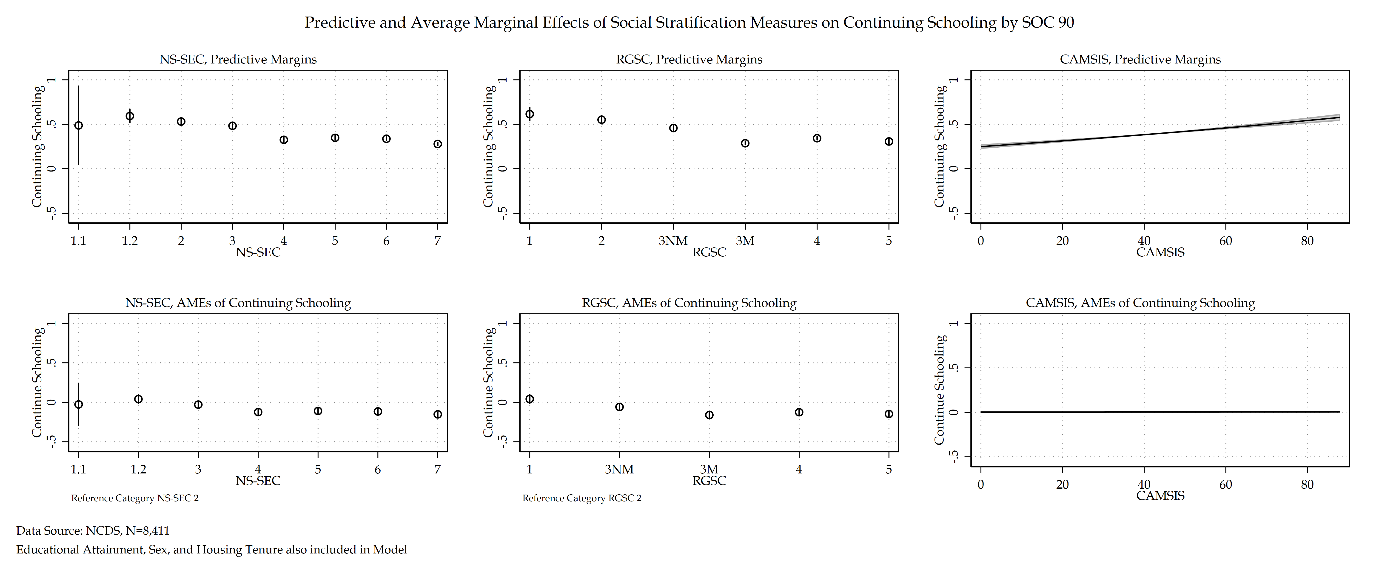 Predictive and Average Marginal Effects of Social Stratification Measures on Continuing Schooling by SOC 90
NS-SEC, Predictive Margins
Continuing Schooling
1
.5
0
-.5
1.1 1.2 2 3 4 5 6 7
NS-SEC
RGSC, Predictive Margins
Continuing Schooling
1
.5
0
-.5
1 2 3NM 3M 4 5
RGSC
CAMSIS, Predictive Margins
Continuing Schooling
1
.5
0
-.5
0 20 40 60 80
CAMSIS
NS-SEC, AMEs of Continuing Schooling
Continue Schooling
1
.5
0
-.5
1.1 1.2 3 4 5 6 7
NS-SEC
Reference Category NS-SEC 2
RGSC, AMEs of Continuing Schooling
Continue Schooling
1
.5
0
-.5
1 3NM 3M 4 5
RGSC
Reference Category RGSC 2
CAMSIS, AMEs of Continuing Schooling
Continue Schooling
1
.5
0
-.5
0 20 40 60 80
CAMSIS
Data Source: NCDS, N=8,411
Educational Attainment, Sex, and Housing Tenure also included in Model